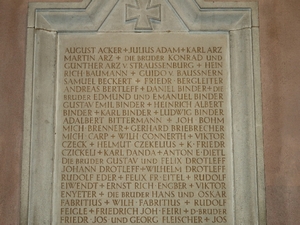 AUGUST ACKER + JULIUS ADAM + KARL ARZ
MARTIN ARZ + DIE BRÜDER KONRAD UND
GÜNTHER ARZ V. STRAUSSENBURG + HEIN
RICH BAUMANN + GUIDO V. BAUSSNERN
SAMUEL BECKERT + FRIEDR. BERGLEITER
ANDREAS BERTLEFF + DANIEL BINDER + DIE
BRÜDER EDMUND UND EMANUEL BINDER
GUSTAV EMIL BINDER + HEINRICH ALBERT
BINDER + KARL BINDER + LUDWIG BINDER
ADALBERT BITTERMANN + JOH. BÖHM
MICH. BRENNER + GERHARD BRIEBRECHER
MICH. CARP + WILH. CONNERTH + VIKTOR
CZECK + HELMUT CZEKELIUS + K. FRIEDR.
CZICKELI + KARL DANDA + ANTON E. DIETL
DIE BRÜDER GUSTAV UND FELIX DROTLEFF
JOHANN DROTLEFF + WILHELM DROTLEFF
RUDOLF EDER + FELIX FR. EITEL + RUDOLF
EIWENDT + ERNST RICH. ENGBER + VIKTOR
ENYETER + DIE BRÜDER HANS UND OSKAR
FABRITIUS + WILH. FABRITIUS + RUDOLF
FEIGLE + FRIEDRICH JOH. FEIRI + D. BRÜDER
FRIEDR. JOS. UND GEORG FLEISCHER + JOS.